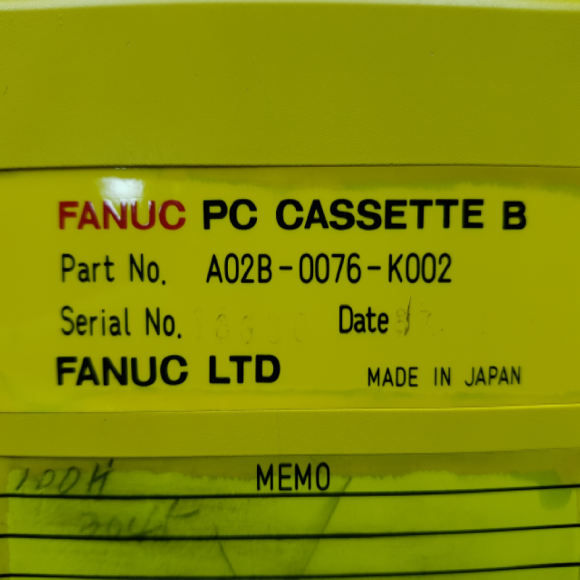 FANUC PC CASSETTE B
Part No. A02B-0076-K002
Serial No. Date
FANUC LTD MADE IN JAPAN
MEMO